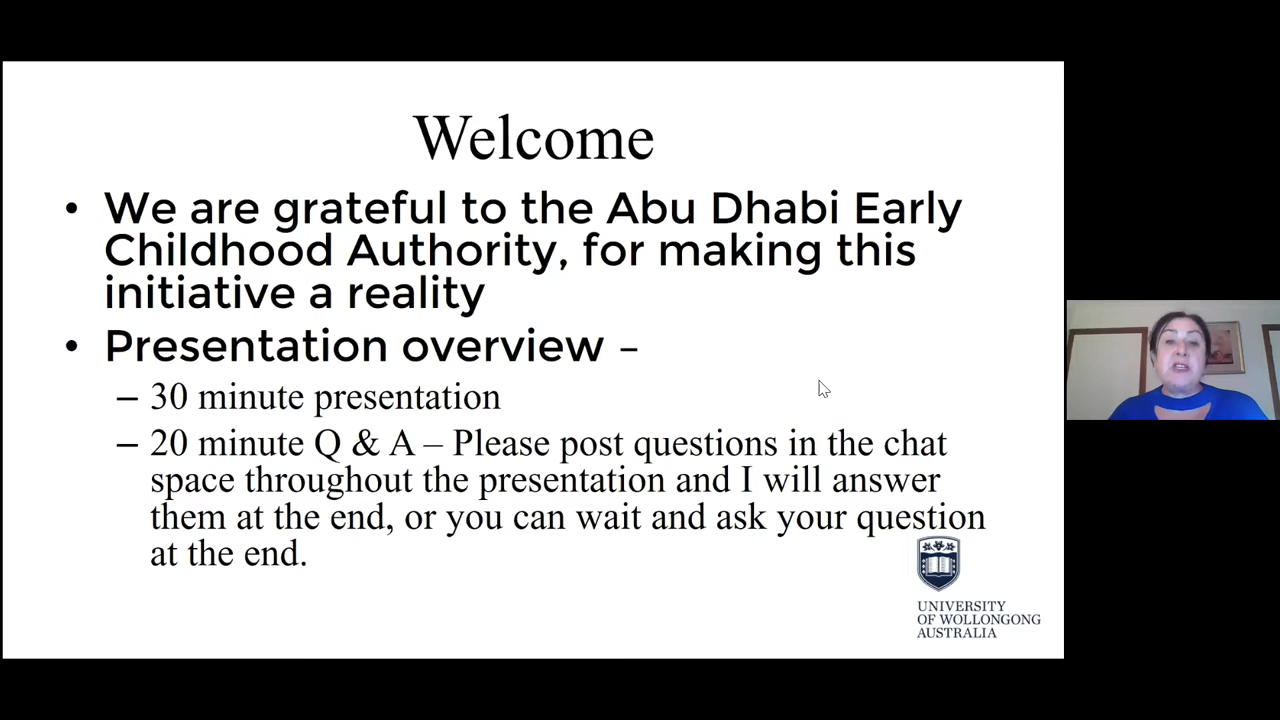 Welcome
• We are grateful to the Abu Dhabi Early
Childhood Authority, for making this
initiative a reality
• Presentation overview –
– 30 minute presentation
– 20 minute Q & A – Please post questions in the chat
space throughout the presentation and I will answer
them at the end, or you can wait and ask your question
at the end.
UNIVERSITY
OF WOLLONGONG
AUSTRALIA